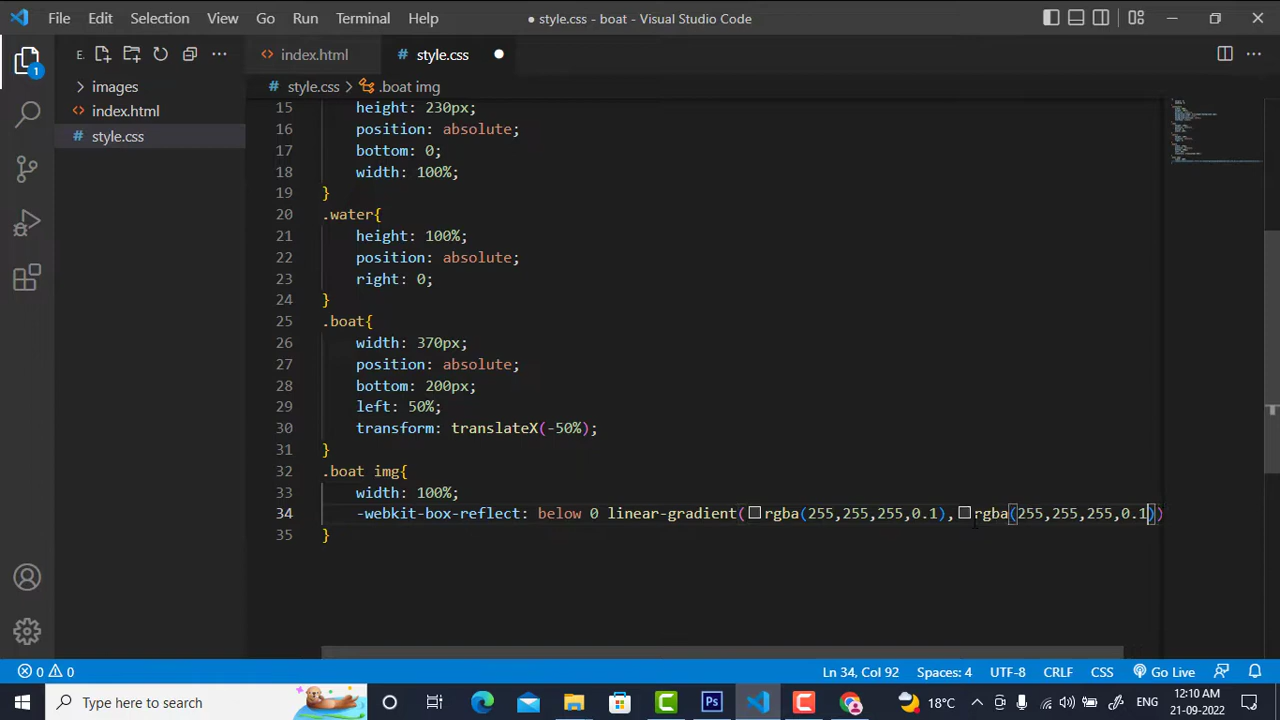 File Edit Selection View Go Run Terminal Help
● style.css - boat - Visual Studio Code
1
E.
images
index.html
# style.css
index.html
# style.css
# style.css > .boat img
15 height: 230px;
16 position: absolute;
17 bottom: 0;
18 width: 100%;
19 }
20 .water{
21 height: 100%;
22 position: absolute;
23 right: 0;
24 }
25 .boat{
26 width: 370px;
27 position: absolute;
28 bottom: 200px;
29 left: 50%;
30 transform: translateX(-50%);
31 }
32 .boat img{
33 width: 100%;
34 -webkit-box-reflect: below 0 linear-gradient(rgba(255,255,255,0.1),rgba(255,255,255,0.1))
35 }
0 0 Ln 34, Col 92 Spaces: 4 UTF-8 CRLF CSS Go Live
Type here to search Ps 18°C ENG
12:10 AM
21-09-2022